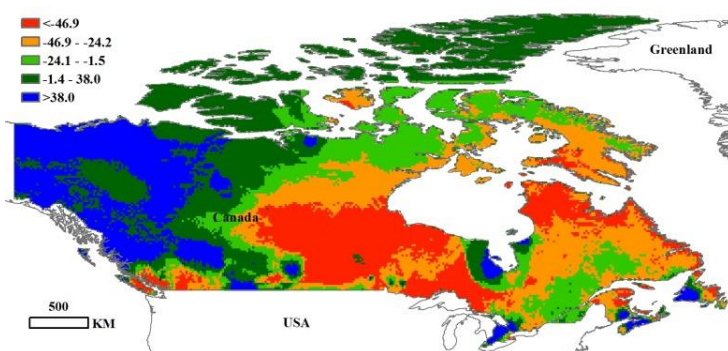 <-46.9
-46.9 - -24.2
-24.1 - -1.5
-1.4 - 38.0
>38.0
Greenland
Canada
500
KM
USA